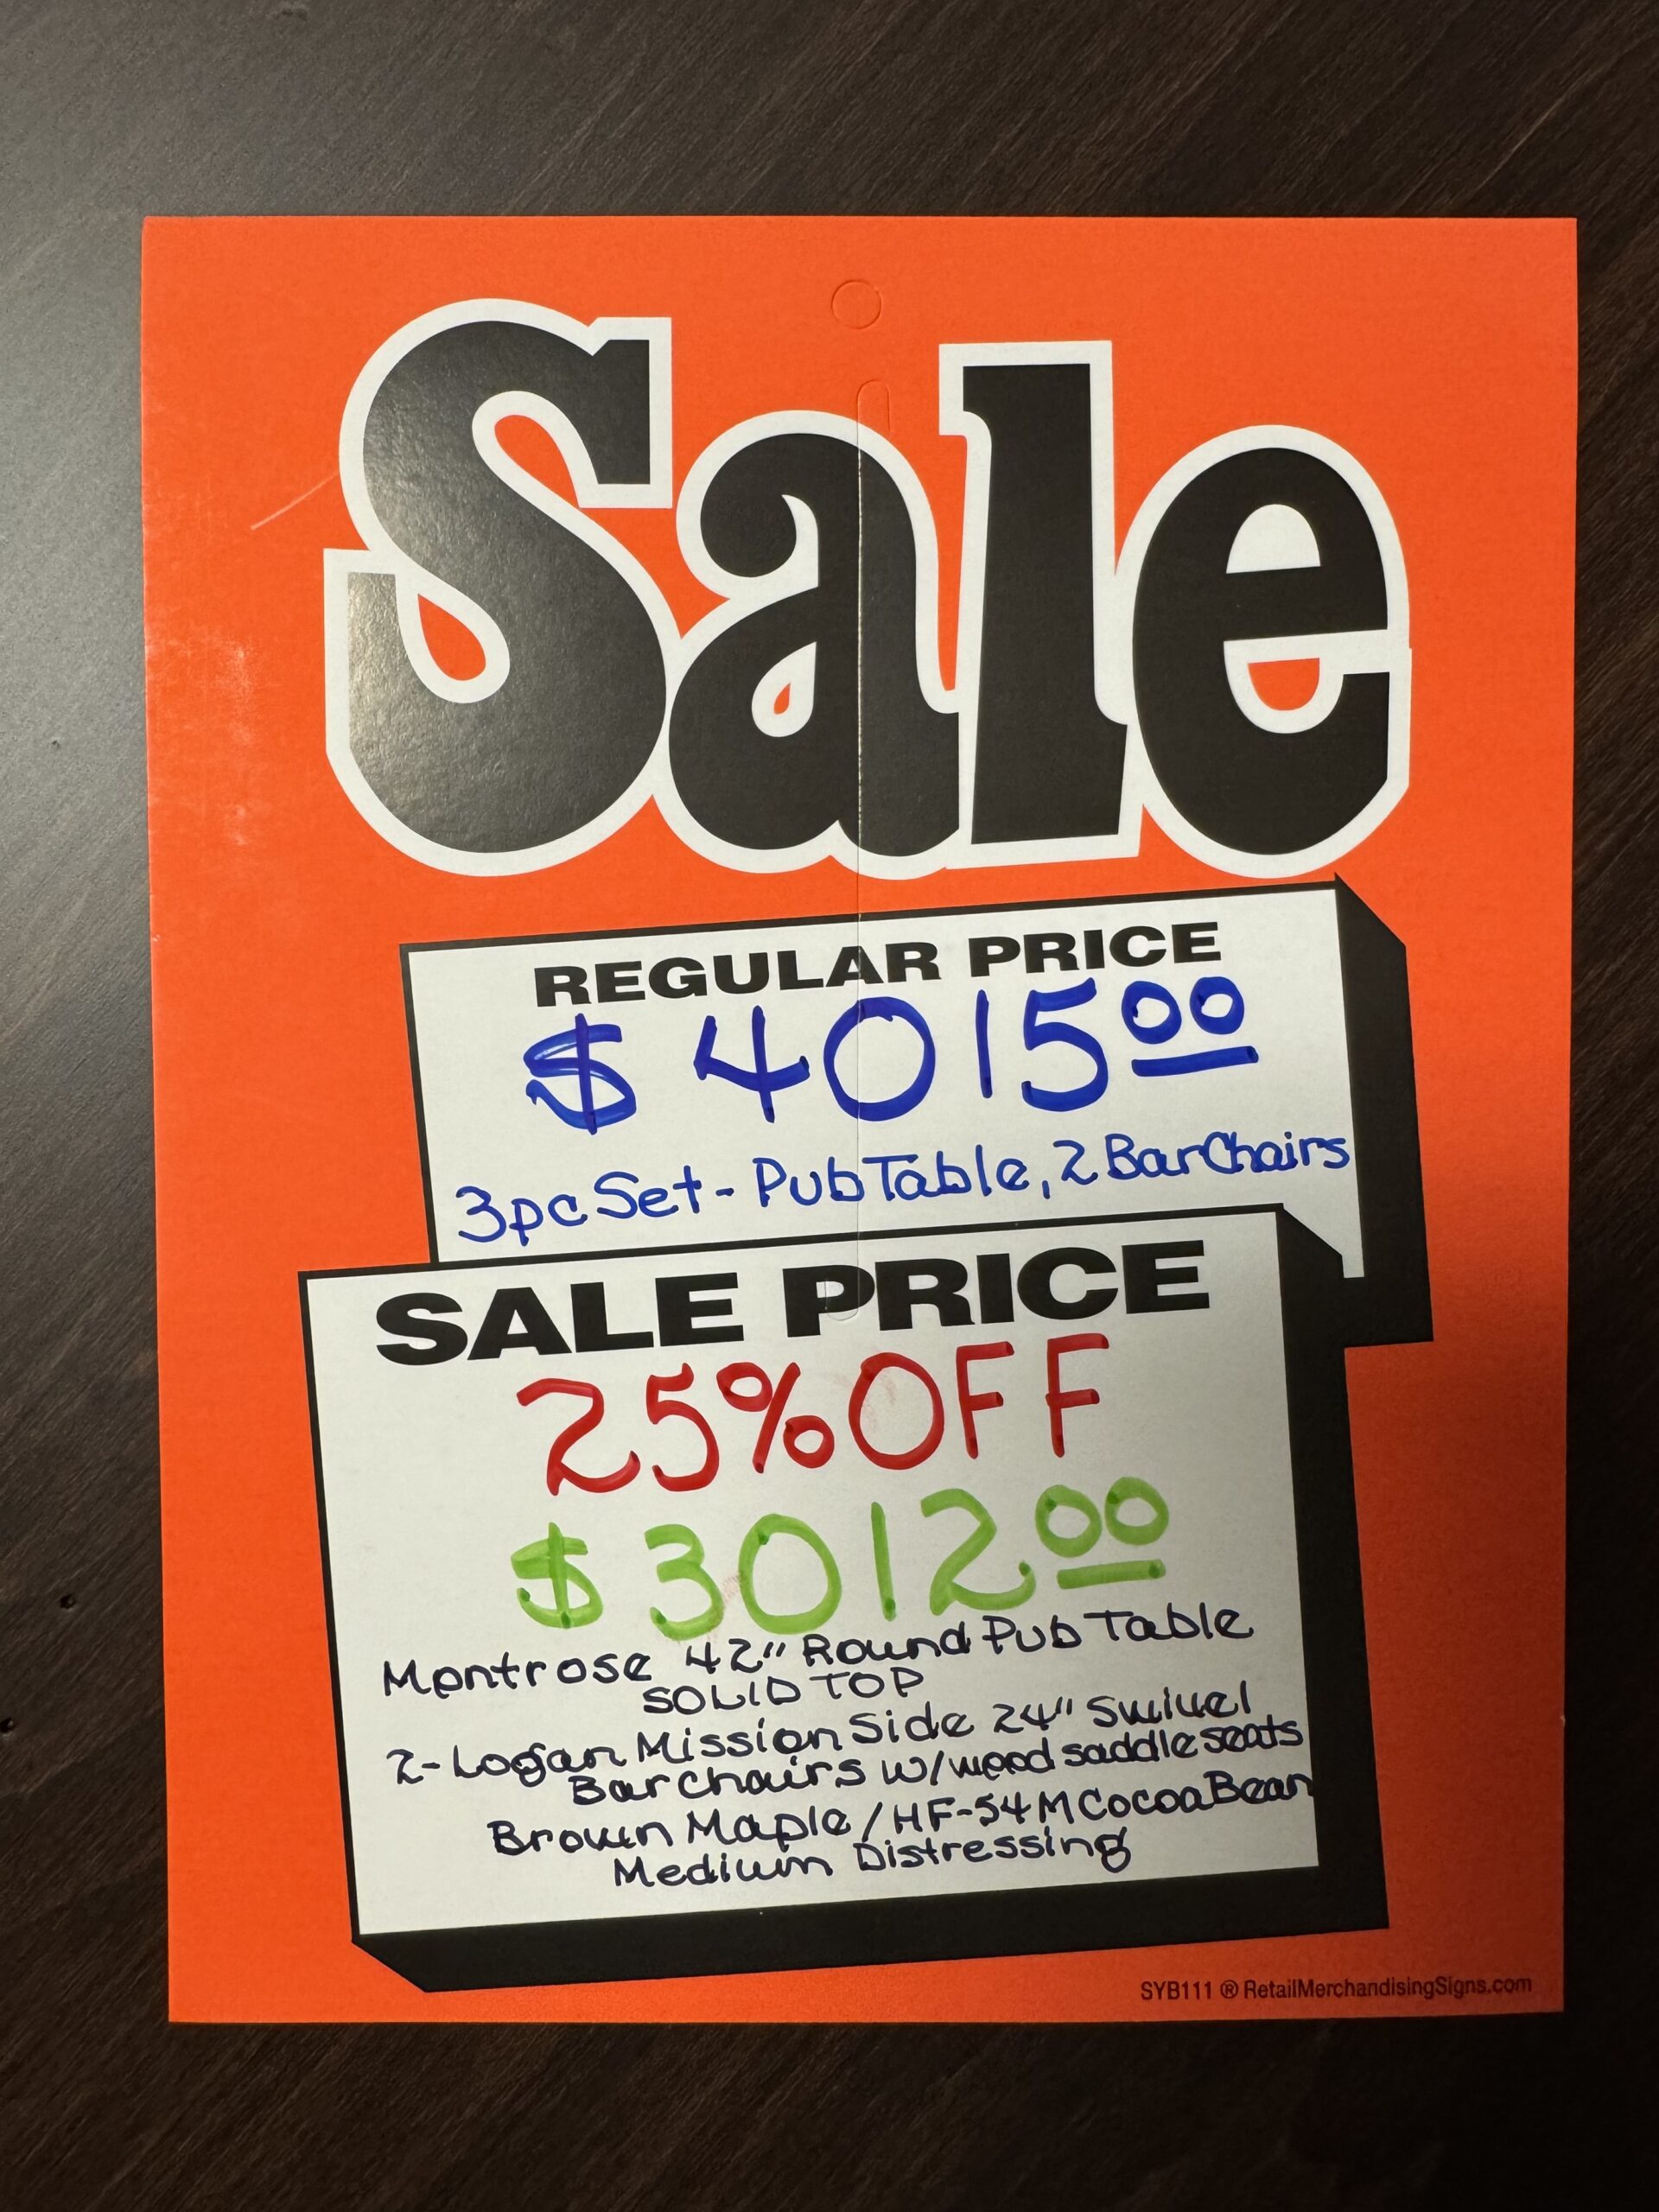 Sale
REGULAR PRICE
$ 4015 00
3pc Set - Pub Table, 2 Bar Chairs
SALE PRICE
25% OFF
$ 3012 00
Montrose 42" Round Pub Table
SOLID TOP
2-Logan Mission Side 24" Swivel
Bar chairs w/wood saddle seats
Brown Maple/HF-54M Cocoa Bean
Medium Distressing
SYB111 ® RetailMerchandisingSigns.com